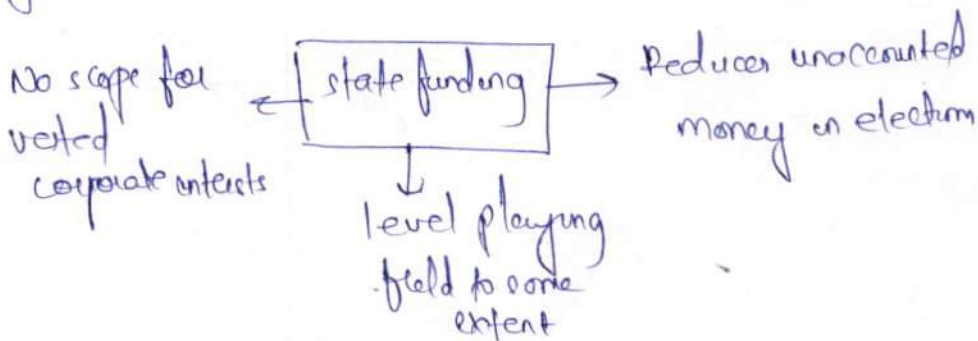 No scope for
vested
corporate interests
state funding
Reduces unaccounted
money in election
level playing
field to some
extent